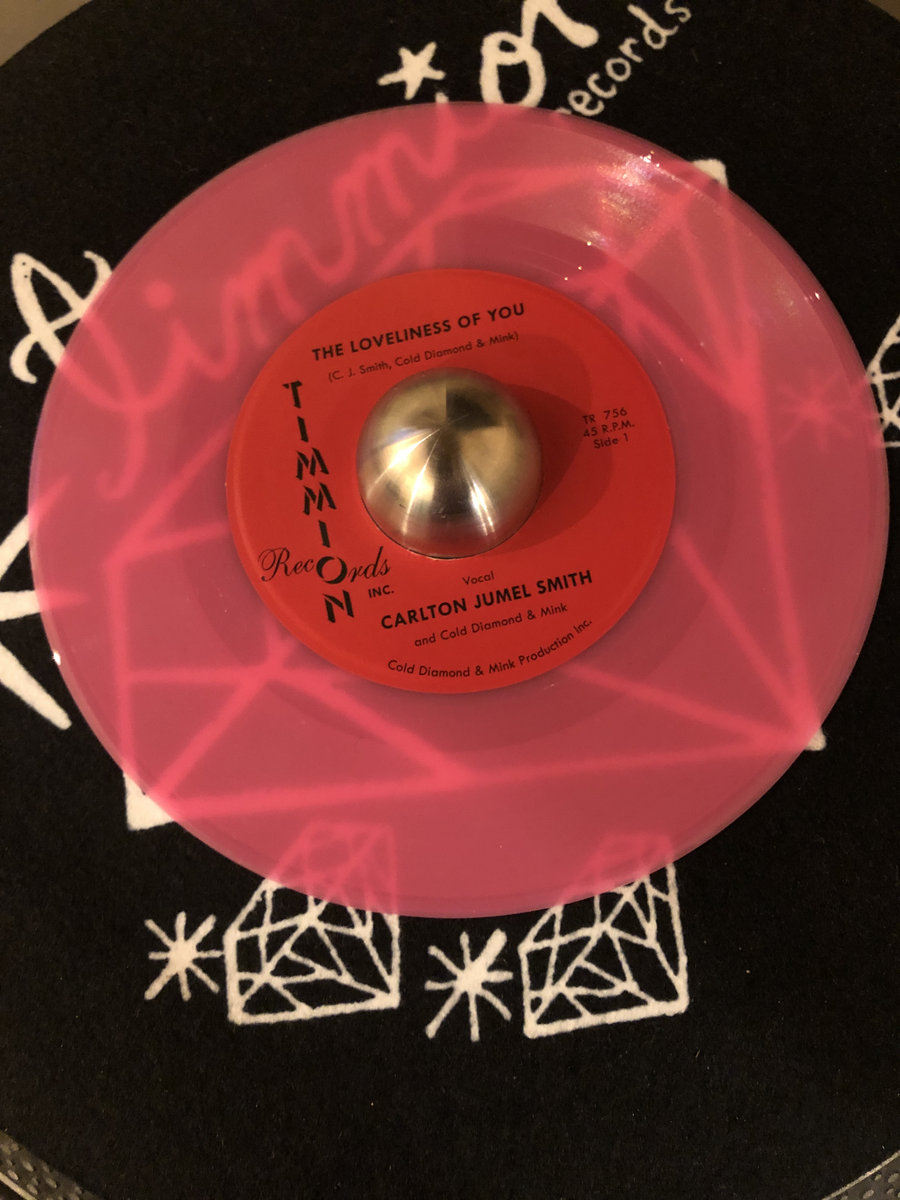 Timmion
records
THE LOVELINESS OF YOU
(C. J. Smith, Cold Diamond & Mink)
TIMMION
Records
INC.
TR 756
45 R.P.M.
Side 1
Vocal
CARLTON JUMEL SMITH
and Cold Diamond & Mink
Cold Diamond & Mink Production Inc.